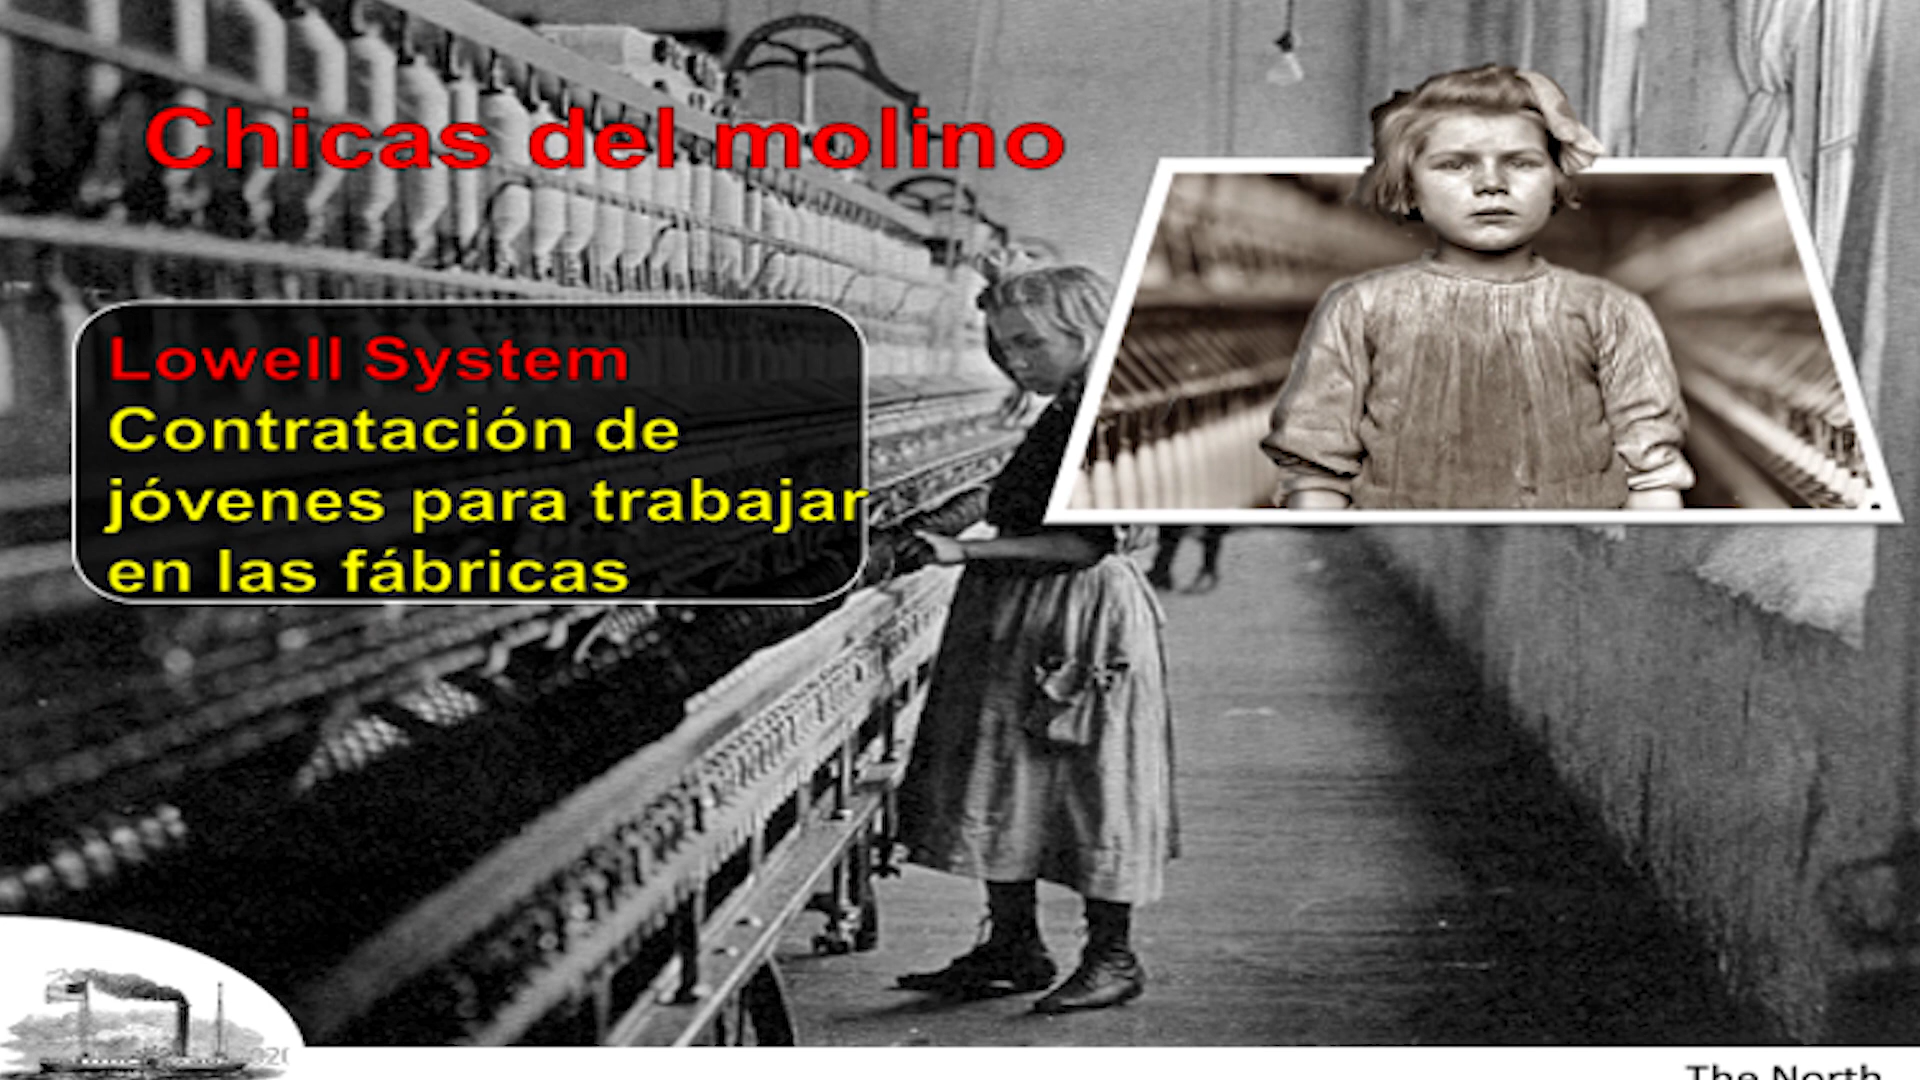 Chicas del molino
Lowell System
Contratación de
jóvenes para trabajar
en las fábricas
The North